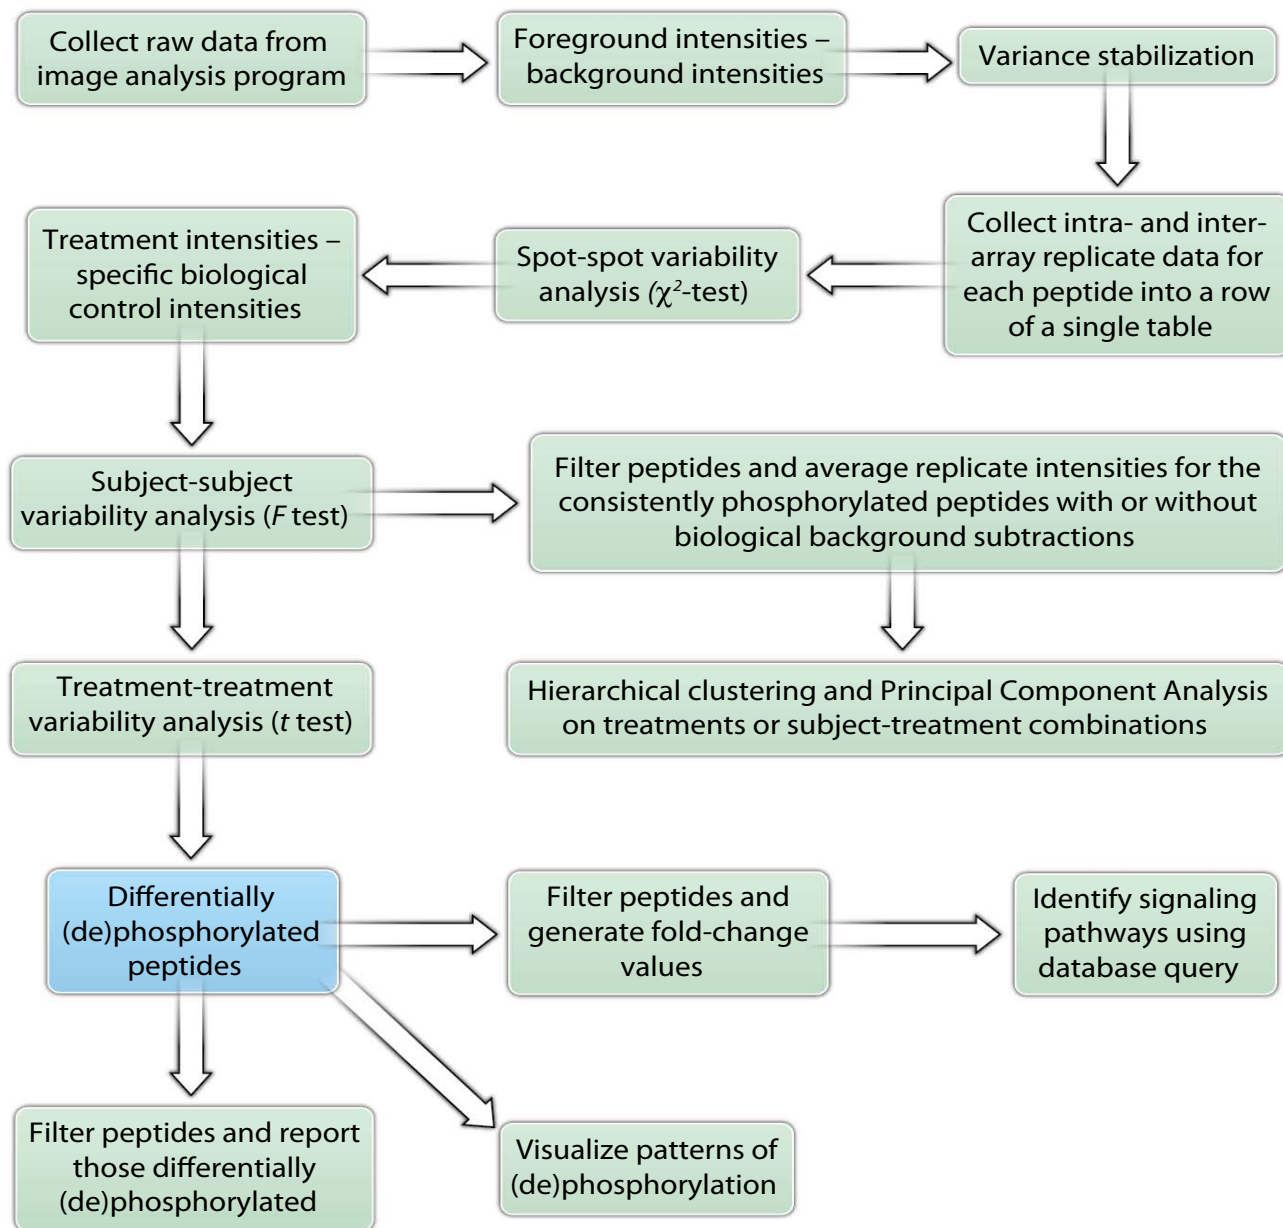 Collect raw data from
image analysis program
Foreground intensities –
background intensities
Variance stabilization
Treatment intensities –
specific biological
control intensities
Spot-spot variability
analysis (χ²-test)
Collect intra- and inter-
array replicate data for
each peptide into a row
of a single table
Subject-subject
variability analysis (F test)
Filter peptides and average replicate intensities for the
consistently phosphorylated peptides with or without
biological background subtractions
Treatment-treatment
variability analysis (t test)
Hierarchical clustering and Principal Component Analysis
on treatments or subject-treatment combinations
Differentially
(de)phosphorylated
peptides
Filter peptides and
generate fold-change
values
Identify signaling
pathways using
database query
Filter peptides and report
those differentially
(de)phosphorylated
Visualize patterns of
(de)phosphorylation